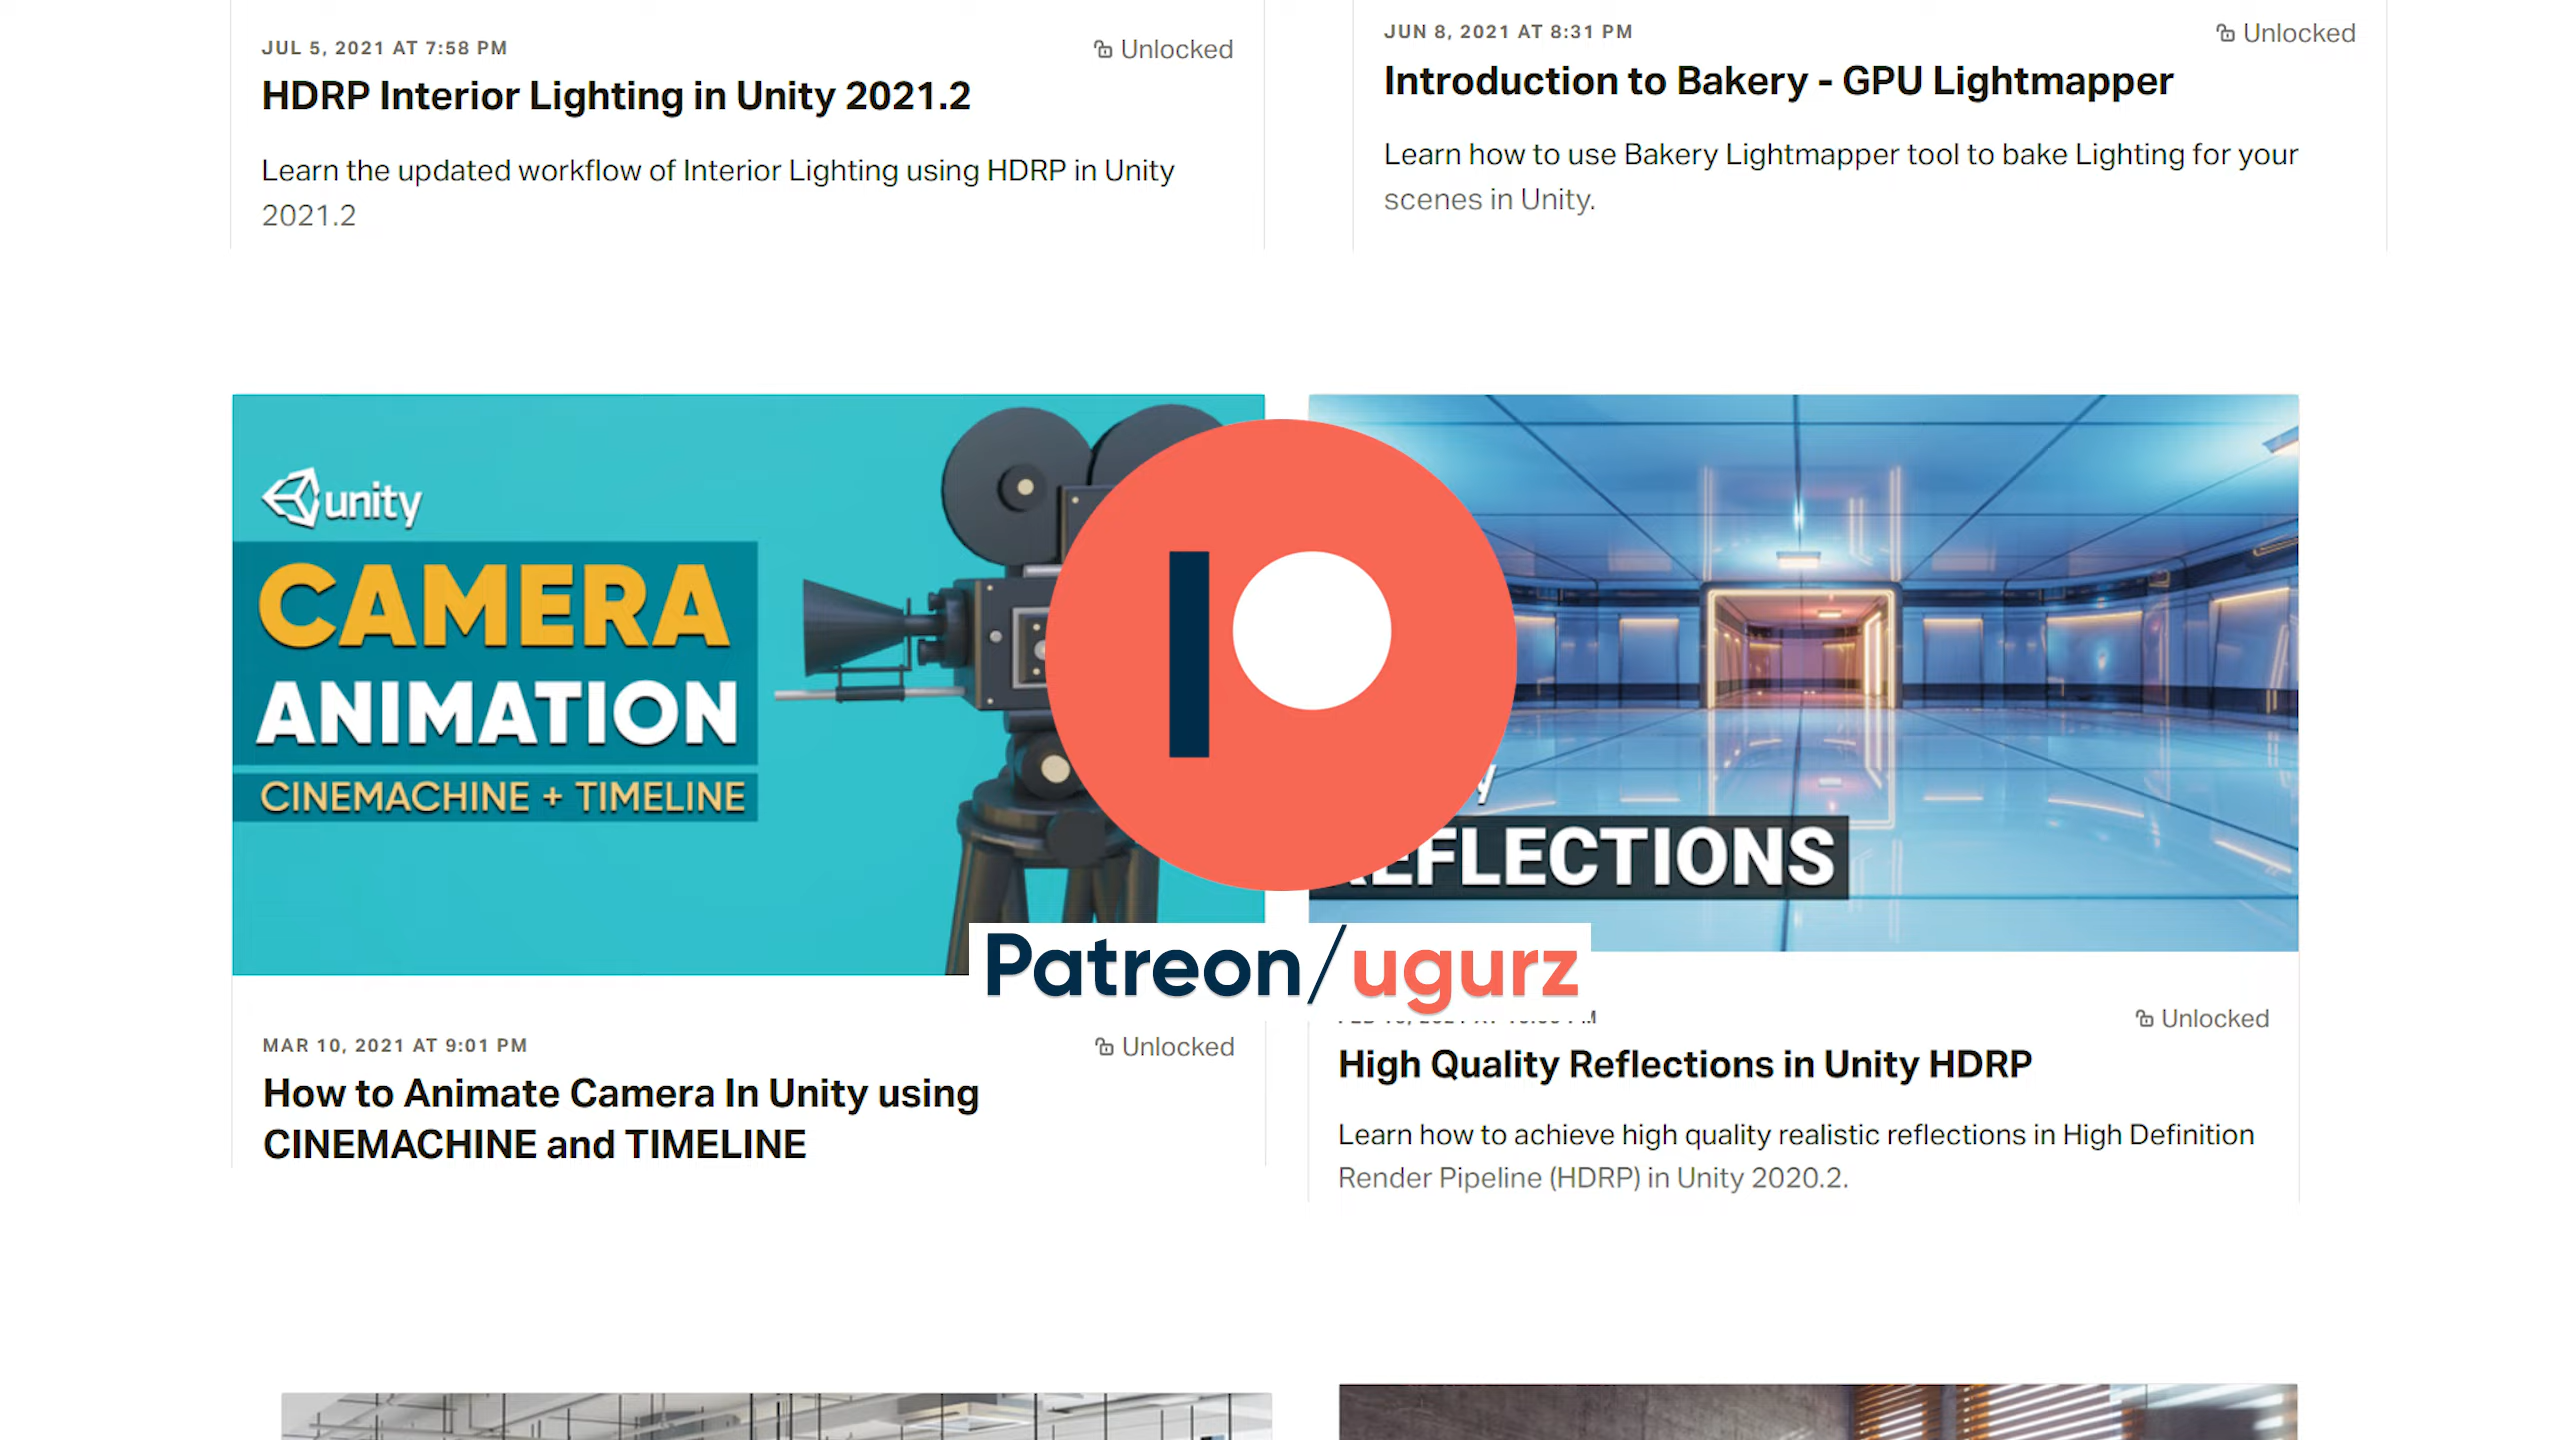 JUL 5, 2021 AT 7:58 PM
Unlocked
HDRP Interior Lighting in Unity 2021.2
Learn the updated workflow of Interior Lighting using HDRP in Unity
2021.2
JUN 8, 2021 AT 8:31 PM
Unlocked
Introduction to Bakery - GPU Lightmapper
Learn how to use Bakery Lightmapper tool to bake Lighting for your
scenes in Unity.
unity
CAMERA
ANIMATION
CINEMACHINE + TIMELINE
EFLECTIONS
Patreon/ugurz
MAR 10, 2021 AT 9:01 PM
Unlocked
How to Animate Camera In Unity using
CINEMACHINE and TIMELINE
Unlocked
High Quality Reflections in Unity HDRP
Learn how to achieve high quality realistic reflections in High Definition
Render Pipeline (HDRP) in Unity 2020.2.